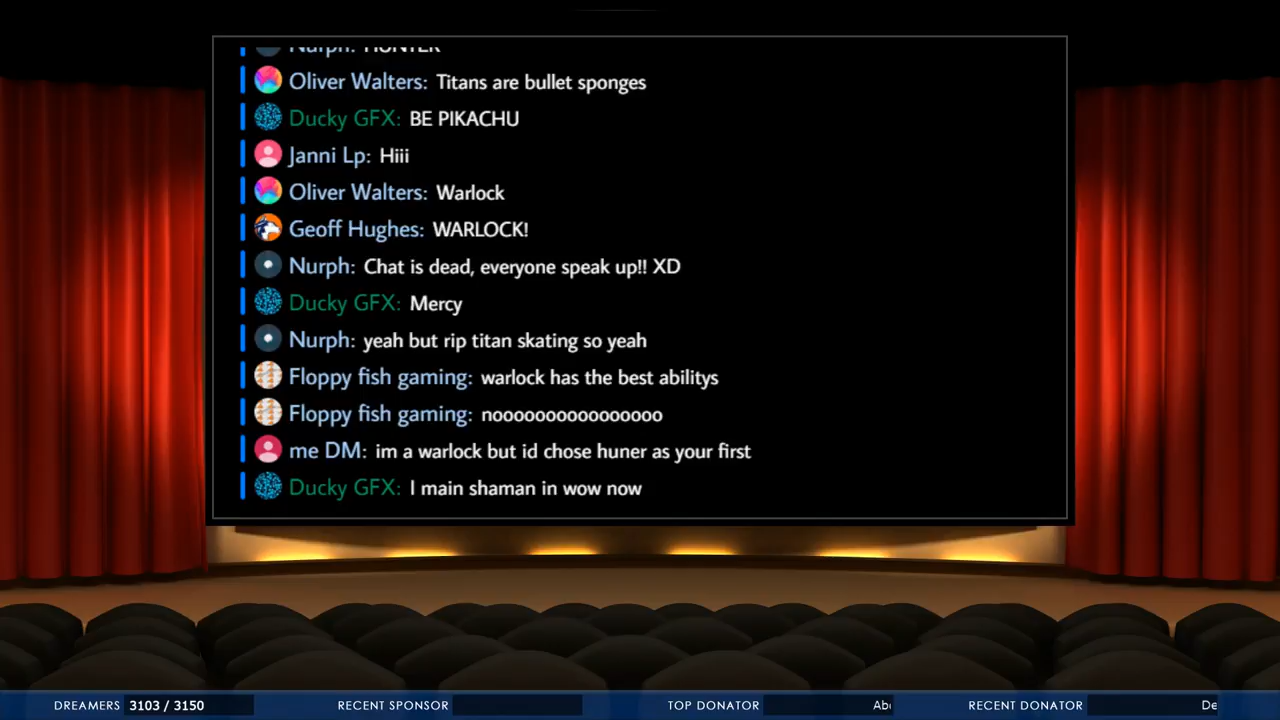 Nurph: HUNTER
Oliver Walters: Titans are bullet sponges
Ducky GFX: BE PIKACHU
Janni Lp: Hiii
Oliver Walters: Warlock
Geoff Hughes: WARLOCK!
Nurph: Chat is dead, everyone speak up!! XD
Ducky GFX: Mercy
Nurph: yeah but rip titan skating so yeah
Floppy fish gaming: warlock has the best abilitys
Floppy fish gaming: noooooooooooooooo
me DM: im a warlock but id chose huner as your first
Ducky GFX: I main shaman in wow now
DREAMERS 3103 / 3150 RECENT SPONSOR TOP DONATOR RECENT DONATOR De